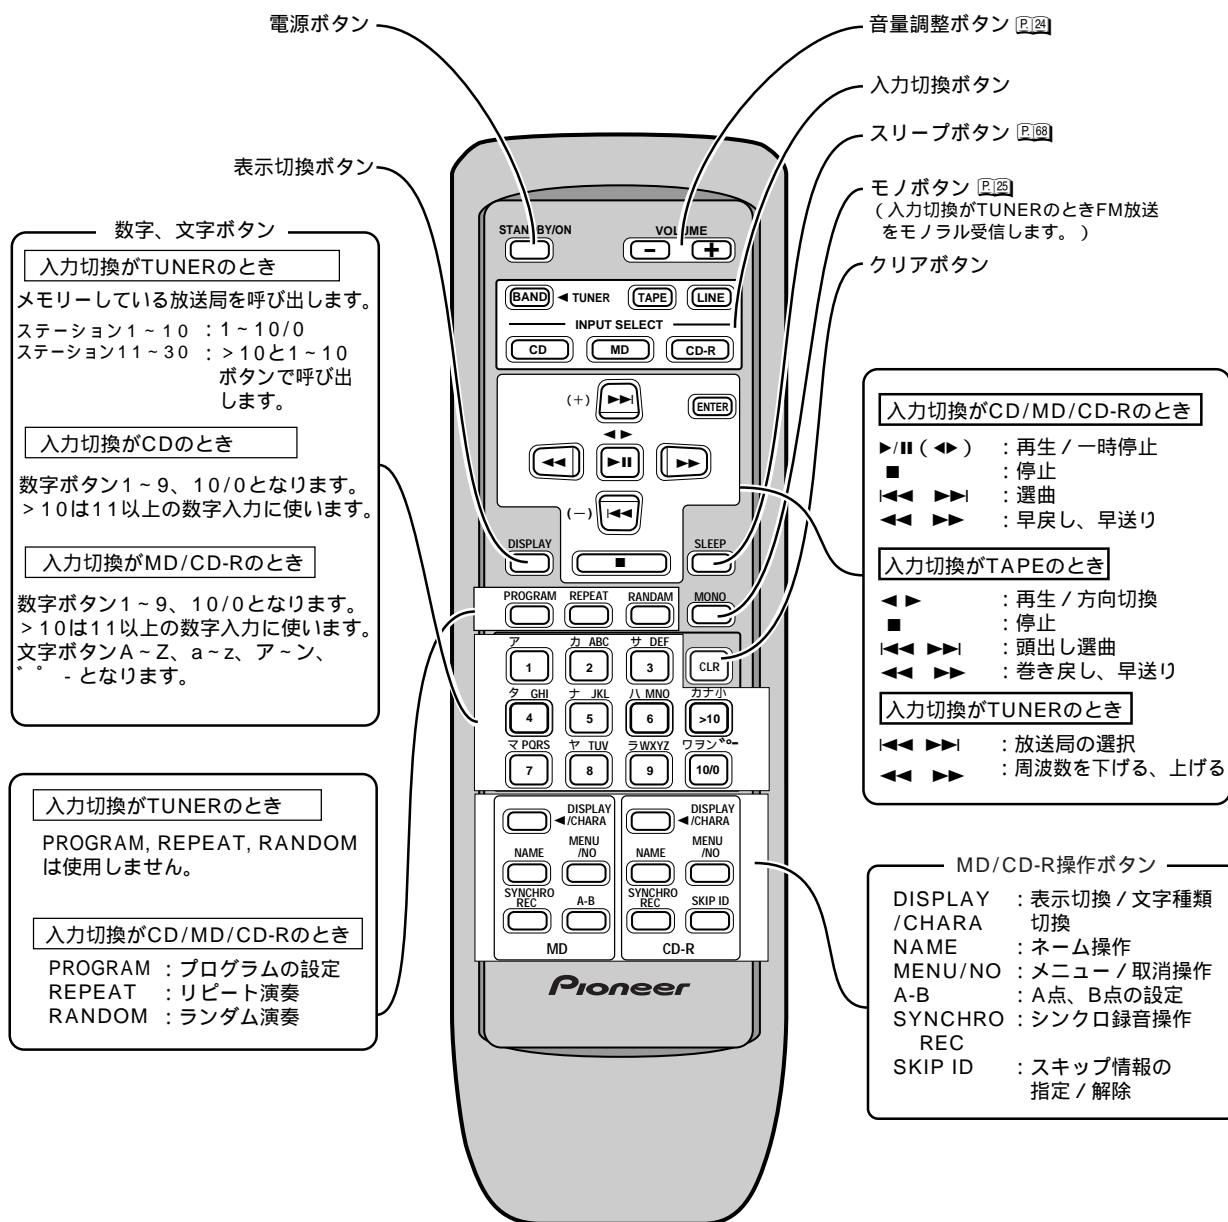 電源ボタン
表示切換ボタン
音量調整ボタン P.24
入力切換ボタン
スリープボタン P.68
モノボタン P.25
(入力切換がTUNERのときFM放送
をモノラル受信します。)
クリアボタン
数字、文字ボタン
入力切換がTUNERのとき
メモリーしている放送局を呼び出します。
ステーション1~10 : 1~10/0
ステーション11~30 : >10と1~10
ボタンで呼び出
します。
入力切換がCDのとき
数字ボタン1~9、10/0となります。
>10は11以上の数字入力に使います。
入力切換がMD/CD-Rのとき
数字ボタン1~9、10/0となります。
>10は11以上の数字入力に使います。
文字ボタンA~Z、a~z、ア~ン、
゛゜ - となります。
入力切換がTUNERのとき
PROGRAM, REPEAT, RANDOM
は使用しません。
入力切換がCD/MD/CD-Rのとき
PROGRAM : プログラムの設定
REPEAT : リピート演奏
RANDOM : ランダム演奏
STANDBY/ON
VOLUME
− +
BAND ◄ TUNER TAPE LINE
INPUT SELECT
CD MD CD-R
(+) ►►I ENTER
◄ ►
◄◄ ►II ►►
(−) I◄◄
DISPLAY ■ SLEEP
PROGRAM REPEAT RANDAM MONO
ア カ ABC サ DEF
1 2 3 CLR
タ GHI ナ JKL ハ MNO カナ小
4 5 6 >10
マ PQRS ヤ TUV ラ WXYZ ワヲン゛゜ー
7 8 9 10/0
DISPLAY DISPLAY
◄/CHARA ◄/CHARA
NAME MENU /NO NAME MENU /NO
SYNCHRO REC A-B SYNCHRO REC SKIP ID
MD CD-R
Pioneer
入力切換がCD/MD/CD-Rのとき
►/II(◄►) : 再生/一時停止
■ : 停止
I◄◄ ►►I : 選曲
◄◄ ►► : 早戻し、早送り
入力切換がTAPEのとき
◄ ► : 再生/方向切換
■ : 停止
I◄◄ ►►I : 頭出し選曲
◄◄ ►► : 巻き戻し、早送り
入力切換がTUNERのとき
I◄◄ ►►I : 放送局の選択
◄◄ ►► : 周波数を下げる、上げる
MD/CD-R操作ボタン
DISPLAY : 表示切換/文字種類
/CHARA 切換
NAME : ネーム操作
MENU/NO : メニュー/取消操作
A-B : A点、B点の設定
SYNCHRO : シンクロ録音操作
REC
SKIP ID : スキップ情報の
指定/解除